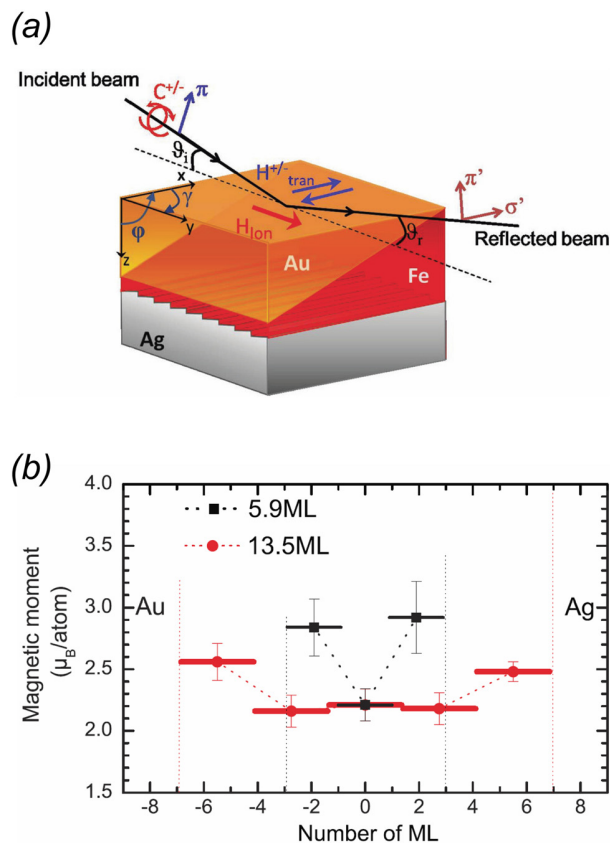 (a)
Incident beam
C+/-
π
ϑi
x
γ
φ
y
z
H+/-tran
HIon
π'
σ'
ϑr
Reflected beam
Au
Fe
Ag
(b)
4.0
3.5
3.0
2.5
2.0
1.5
Magnetic moment
(μB/atom)
5.9ML
13.5ML
Au
Ag
-8 -6 -4 -2 0 2 4 6 8
Number of ML